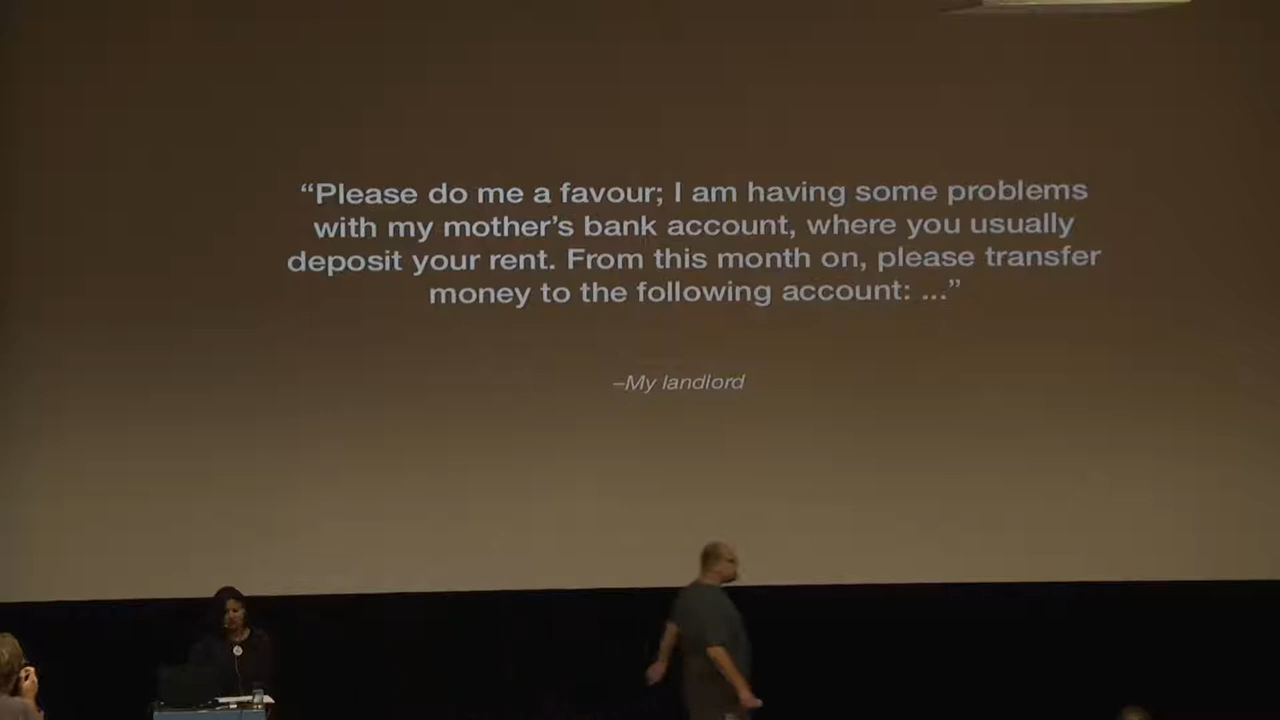 “Please do me a favour; I am having some problems
with my mother’s bank account, where you usually
deposit your rent. From this month on, please transfer
money to the following account: ...”
–My landlord